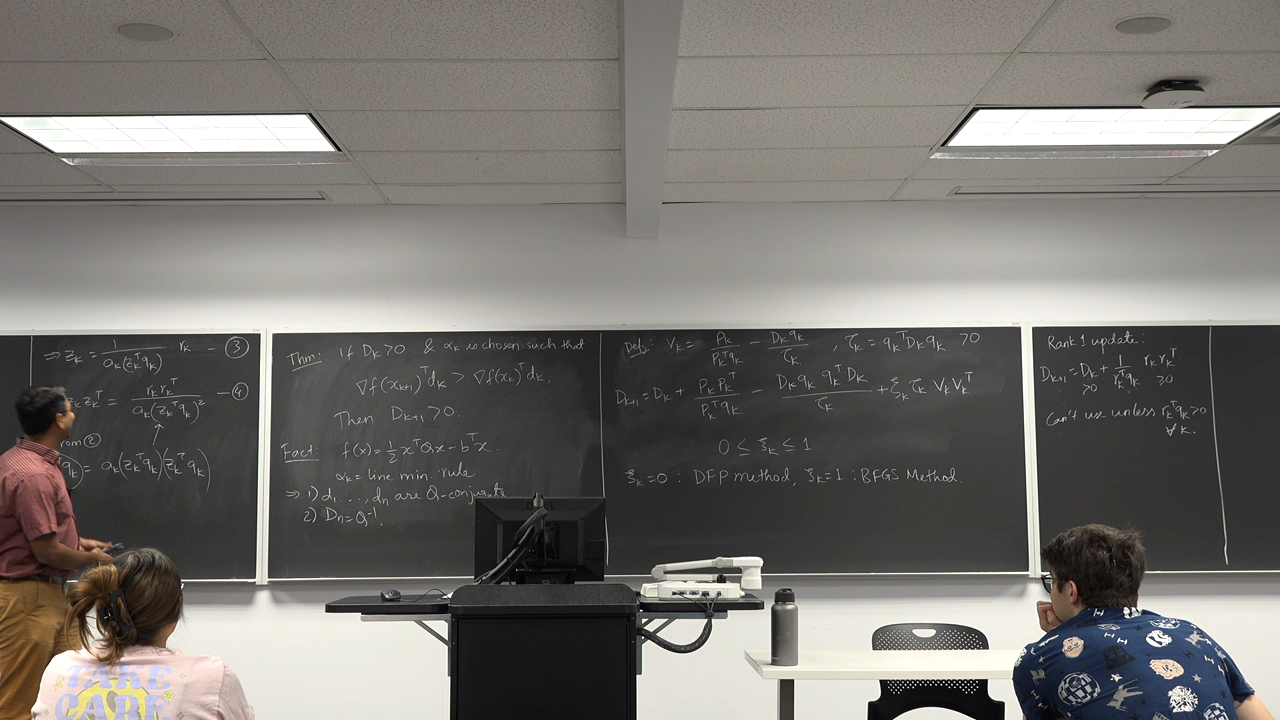 ⇒ z_k = 1 / a_k(z_k^T q_k) r_k — ③
z_k^T = r_k r_k^T / a_k(z_k^T q_k)^2 — ④
rom ②
q_k) = a_k(z_k^T q_k)(z_k^T q_k)
Thm: if D_k > 0 & α_k is chosen such that
∇f(x_{k+1})^T d_k > ∇f(x_k)^T d_k,
Then D_{k+1} > 0.
Fact: f(x) = 1/2 x^T Q x - b^T x.
α_k = line min. rule
⇒ 1) d_1, ..., d_n are Q-conjugate
2) D_n = Q^{-1}.
Def: V_k = p_k / p_k^T q_k - D_k q_k / τ_k , τ_k = q_k^T D_k q_k > 0
D_{k+1} = D_k + p_k p_k^T / p_k^T q_k - D_k q_k q_k^T D_k / τ_k + ξ_k τ_k V_k V_k^T
0 ≤ ξ_k ≤ 1
ξ_k = 0 : DFP method, ξ_k = 1 : BFGS Method.
Rank 1 update:
D_{k+1} = D_k + 1 / r_k^T q_k r_k r_k^T
>0 >0
Can't use unless r_k^T q_k > 0
∀ k.
TAKE
CARE